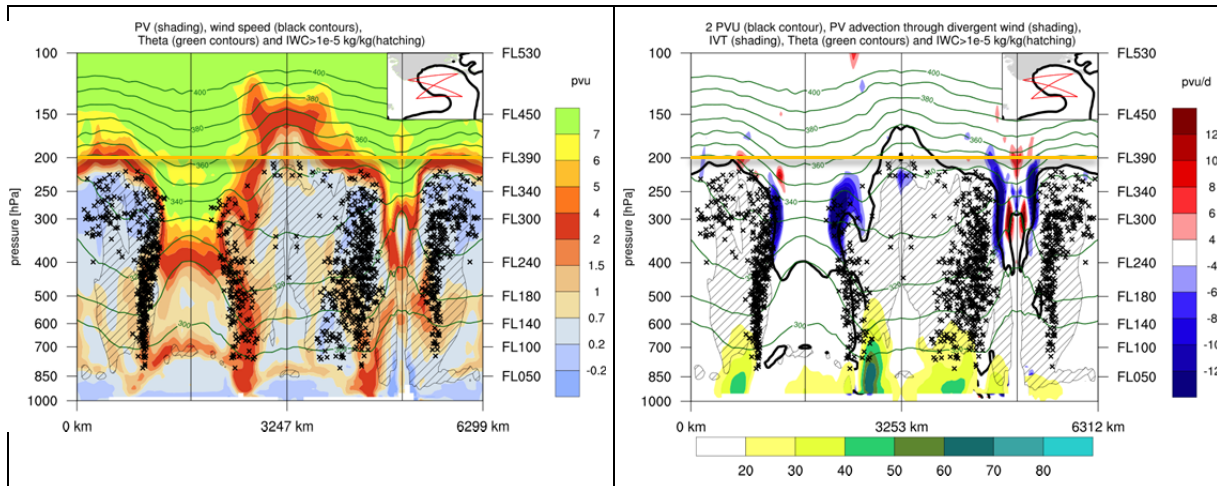 PV (shading), wind speed (black contours),
Theta (green contours) and IWC>1e-5 kg/kg(hatching)
100
150
200
250
300
400
500
600
700
850
1000
pressure [hPa]
400
380
380
360
360
340
300
FL530
FL450
FL390
FL340
FL300
FL240
FL180
FL140
FL100
FL050
pvu
7
6
5
4
2
1.5
1
0.7
0.2
-0.2
0 km
3247 km
6299 km
2 PVU (black contour), PV advection through divergent wind (shading),
IVT (shading), Theta (green contours) and IWC>1e-5 kg/kg(hatching)
100
150
200
250
300
400
500
600
700
850
1000
pressure [hPa]
400
380
380
360
360
340
300
FL530
FL450
FL390
FL340
FL300
FL240
FL180
FL140
FL100
FL050
pvu/d
12
10
8
6
4
-4
-6
-8
-10
-12
0 km
3253 km
6312 km
20
30
40
50
60
70
80